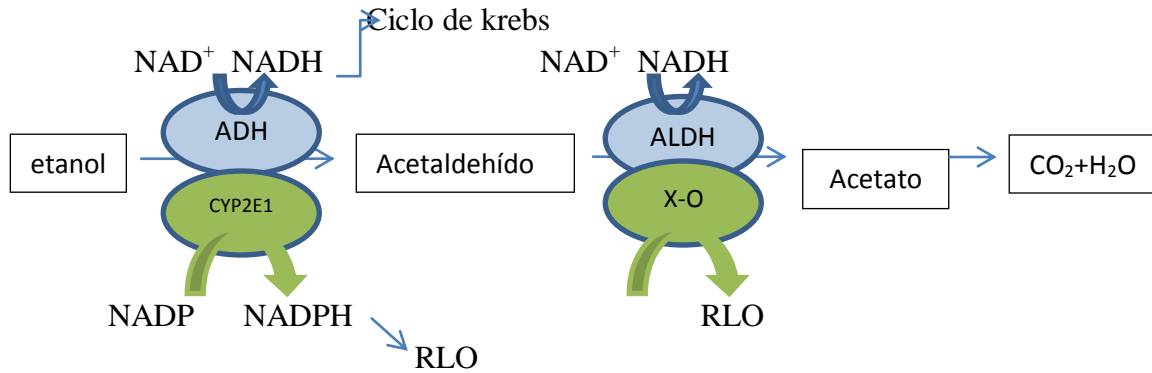 Ciclo de krebs
NAD⁺ NADH
NAD⁺ NADH
ADH
ALDH
etanol
Acetaldehído
Acetato
CO₂+H₂O
CYP2E1
X-O
NADP NADPH
RLO
RLO